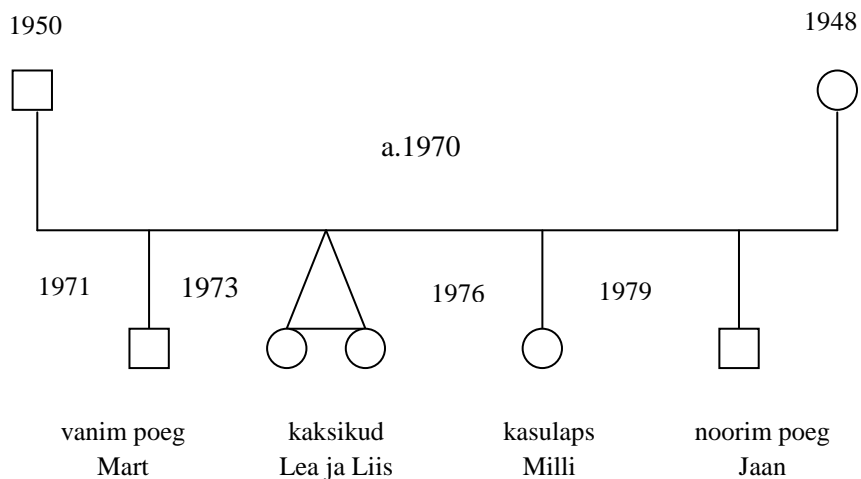 1950
1948
a.1970
1971
1973
1976
1979
vanim poeg
Mart
kaksikud
Lea ja Liis
kasulaps
Milli
noorim poeg
Jaan